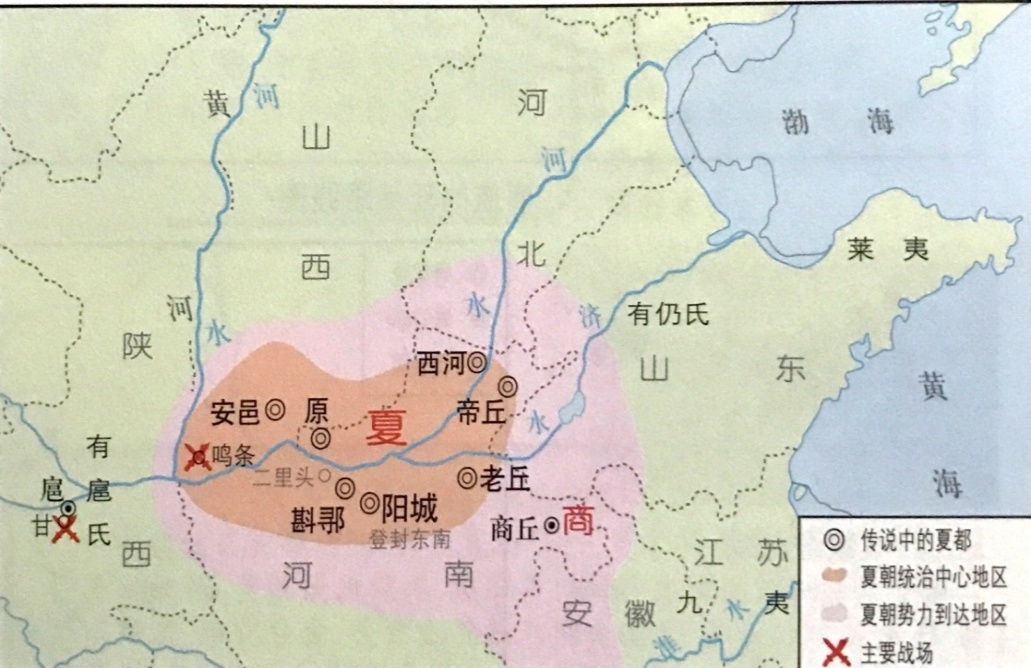 黄河
山
河
河
渤海
西
北
莱夷
河水
水
济
有仍氏
陕
山东
西河
黄海
安邑
原
夏
帝丘
水
有扈氏
鸣条
二里头
老丘
扈
甘
斟鄩
阳城
登封东南
商丘
商
西
河南
江苏
安徽
九夷
淮水
传说中的夏都
夏朝统治中心地区
夏朝势力到达地区
主要战场